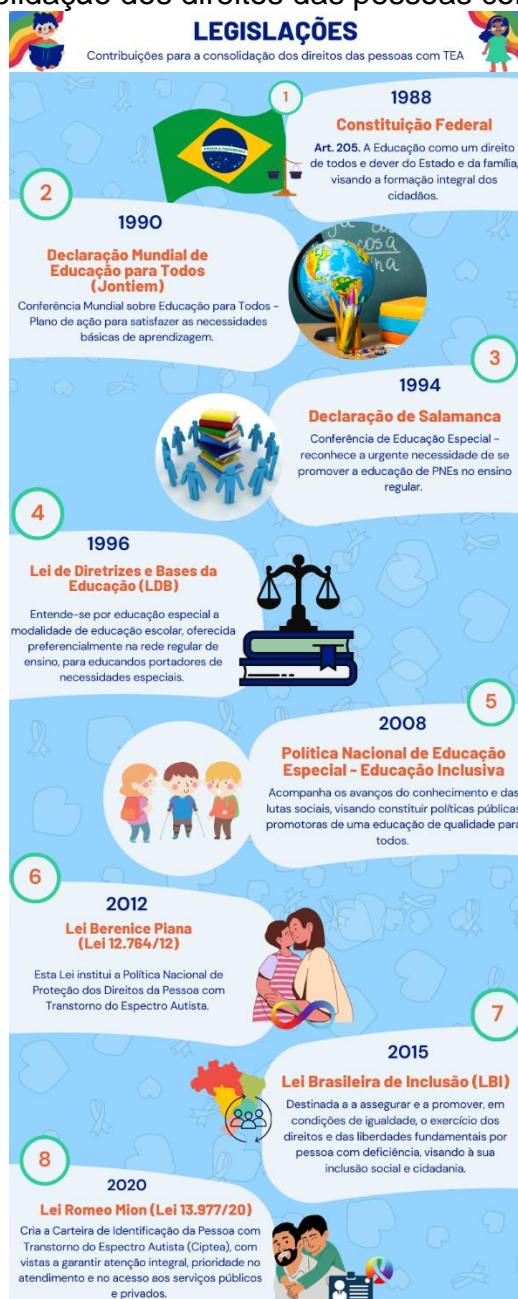 LEGISLAÇÕES
Contribuições para a consolidação dos direitos das pessoas com TEA
1
1988
Constituição Federal
Art. 205. A Educação como um direito
de todos e dever do Estado e da família,
visando a formação integral dos
cidadãos.
2
1990
Declaração Mundial de
Educação para Todos
(Jontiem)
Conferência Mundial sobre Educação para Todos -
Plano de ação para satisfazer as necessidades
básicas de aprendizagem.
3
1994
Declaração de Salamanca
Conferência de Educação Especial -
reconhece a urgente necessidade de se
promover a educação de PNEs no ensino
regular.
4
1996
Lei de Diretrizes e Bases da
Educação (LDB)
Entende-se por educação especial a
modalidade de educação escolar, oferecida
preferencialmente na rede regular de
ensino, para educandos portadores de
necessidades especiais.
5
2008
Política Nacional de Educação
Especial - Educação Inclusiva
Acompanha os avanços do conhecimento e das
lutas sociais, visando constituir políticas públicas
promotoras de uma educação de qualidade para
todos.
6
2012
Lei Berenice Piana
(Lei 12.764/12)
Esta Lei institui a Política Nacional de
Proteção dos Direitos da Pessoa com
Transtorno do Espectro Autista.
7
2015
Lei Brasileira de Inclusão (LBI)
Destinada a a assegurar e a promover, em
condições de igualdade, o exercício dos
direitos e das liberdades fundamentais por
pessoa com deficiência, visando à sua
inclusão social e cidadania.
8
2020
Lei Romeo Mion (Lei 13.977/20)
Cria a Carteira de Identificação da Pessoa com
Transtorno do Espectro Autista (Ciptea), com
vistas a garantir atenção integral, prioridade no
atendimento e no acesso aos serviços públicos
e privados.